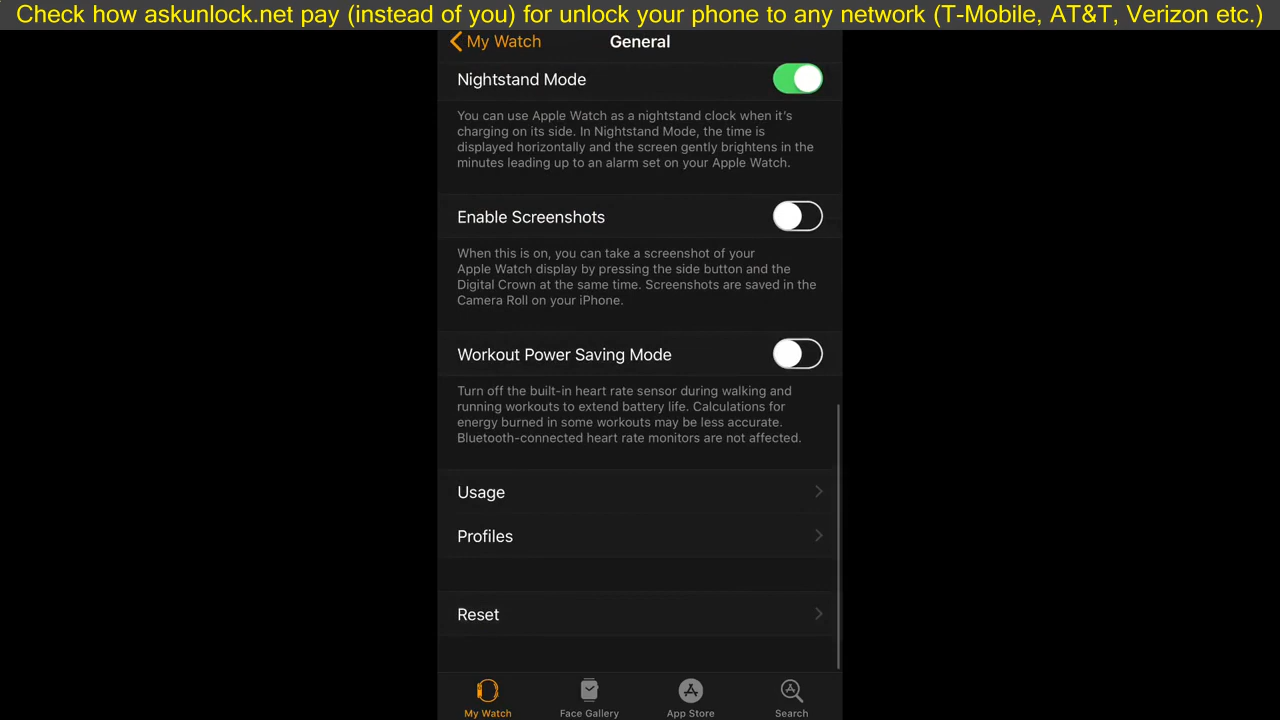 Check how askunlock.net pay (instead of you) for unlock your phone to any network (T-Mobile, AT&T, Verizon etc.)
My Watch
General
Nightstand Mode
You can use Apple Watch as a nightstand clock when it's
charging on its side. In Nightstand Mode, the time is
displayed horizontally and the screen gently brightens in the
minutes leading up to an alarm set on your Apple Watch.
Enable Screenshots
When this is on, you can take a screenshot of your
Apple Watch display by pressing the side button and the
Digital Crown at the same time. Screenshots are saved in the
Camera Roll on your iPhone.
Workout Power Saving Mode
Turn off the built-in heart rate sensor during walking and
running workouts to extend battery life. Calculations for
energy burned in some workouts may be less accurate.
Bluetooth-connected heart rate monitors are not affected.
Usage
Profiles
Reset
My Watch
Face Gallery
App Store
Search